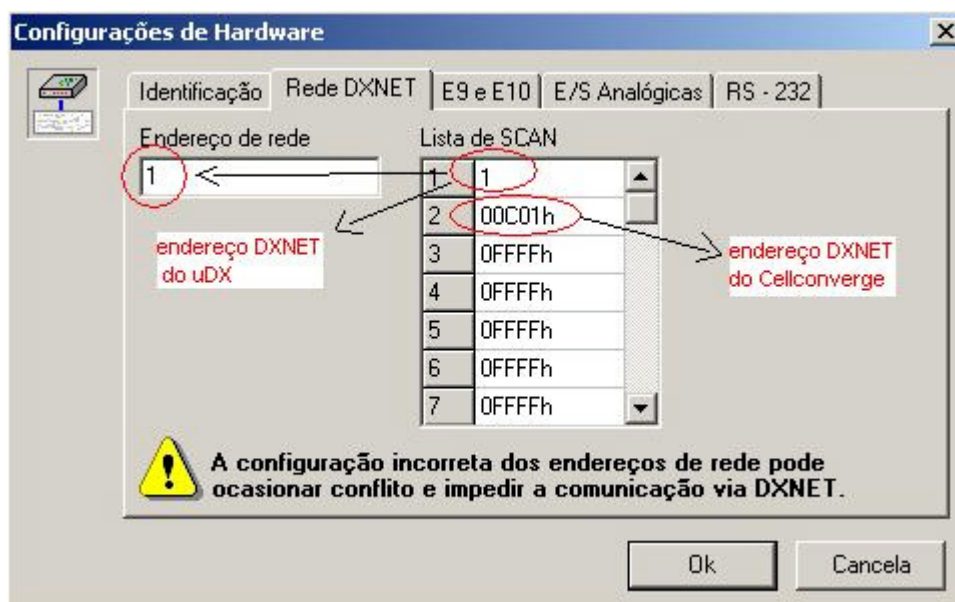 Configurações de Hardware
Identificação
Rede DXNET
E9 e E10
E/S Analógicas
RS - 232
Endereço de rede
Lista de SCAN
1
1 1
2 00C01h
3 0FFFFh
4 0FFFFh
5 0FFFFh
6 0FFFFh
7 0FFFFh
endereço DXNET
do uDX
endereço DXNET
do Cellconverge
A configuração incorreta dos endereços de rede pode
ocasionar conflito e impedir a comunicação via DXNET.
Ok
Cancela